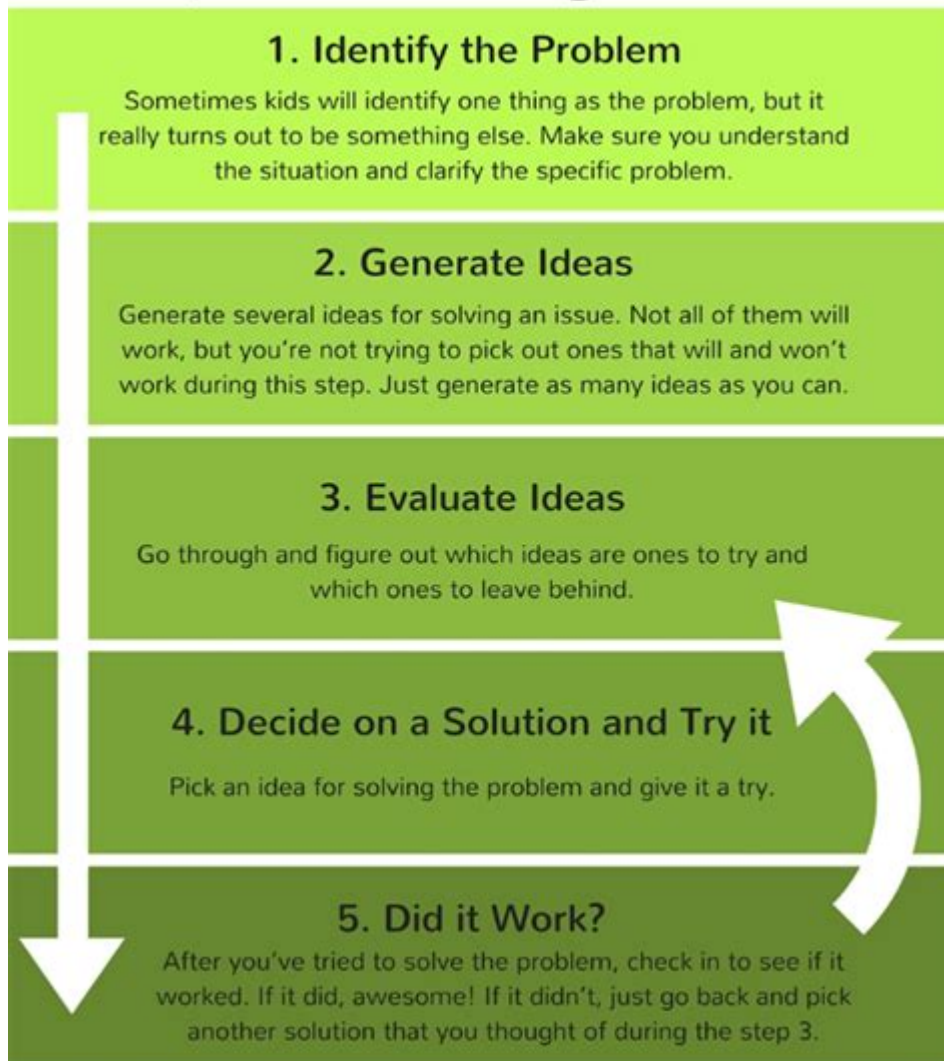 1. Identify the Problem
Sometimes kids will identify one thing as the problem, but it
really turns out to be something else. Make sure you understand
the situation and clarify the specific problem.
2. Generate Ideas
Generate several ideas for solving an issue. Not all of them will
work, but you're not trying to pick out ones that will and won't
work during this step. Just generate as many ideas as you can.
3. Evaluate Ideas
Go through and figure out which ideas are ones to try and
which ones to leave behind.
4. Decide on a Solution and Try it
Pick an idea for solving the problem and give it a try.
5. Did it Work?
After you've tried to solve the problem, check in to see if it
worked. If it did, awesome! If it didn't, just go back and pick
another solution that you thought of during the step 3.